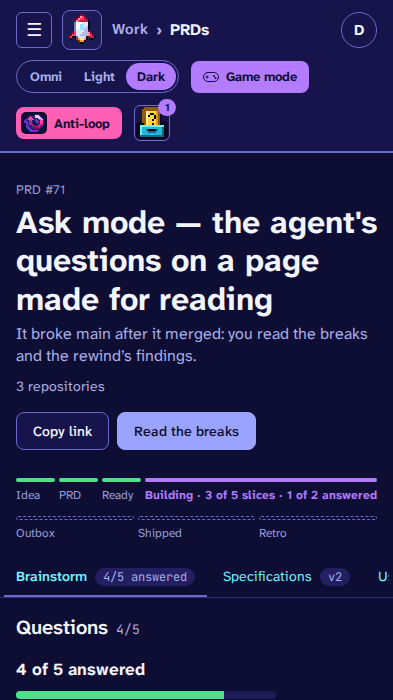 ☰ Work › PRDs D
Omni Light Dark Game mode
Anti-loop 1
PRD #71
Ask mode — the agent's
questions on a page
made for reading
It broke main after it merged: you read the breaks
and the rewind's findings.
3 repositories
Copy link Read the breaks
Idea PRD Ready Building · 3 of 5 slices · 1 of 2 answered
Outbox Shipped Retro
Brainstorm 4/5 answered Specifications v2
Questions 4/5
4 of 5 answered